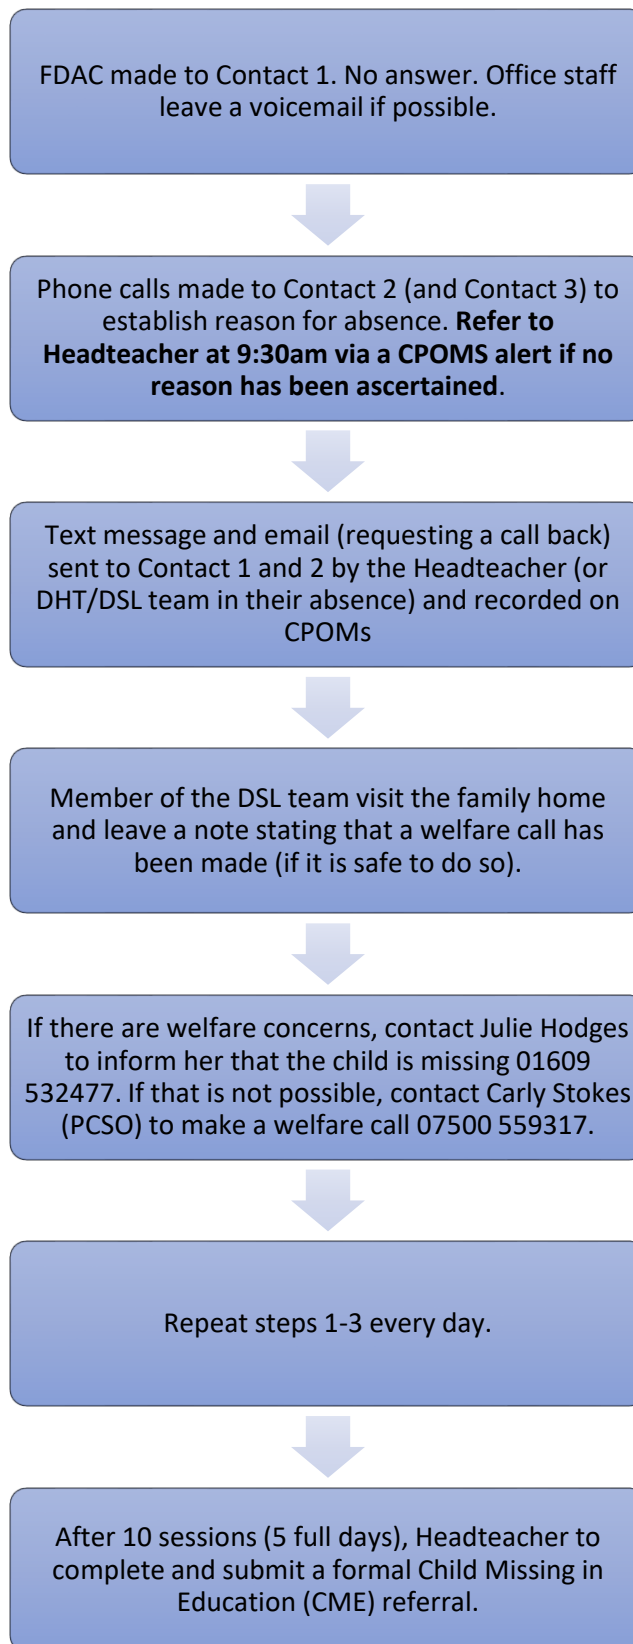 FDAC made to Contact 1. No answer. Office staff
leave a voicemail if possible.
Phone calls made to Contact 2 (and Contact 3) to
establish reason for absence. Refer to
Headteacher at 9:30am via a CPOMS alert if no
reason has been ascertained.
Text message and email (requesting a call back)
sent to Contact 1 and 2 by the Headteacher (or
DHT/DSL team in their absence) and recorded on
CPOMs
Member of the DSL team visit the family home
and leave a note stating that a welfare call has
been made (if it is safe to do so).
If there are welfare concerns, contact Julie Hodges
to inform her that the child is missing 01609
532477. If that is not possible, contact Carly Stokes
(PCSO) to make a welfare call 07500 559317.
Repeat steps 1-3 every day.
After 10 sessions (5 full days), Headteacher to
complete and submit a formal Child Missing in
Education (CME) referral.